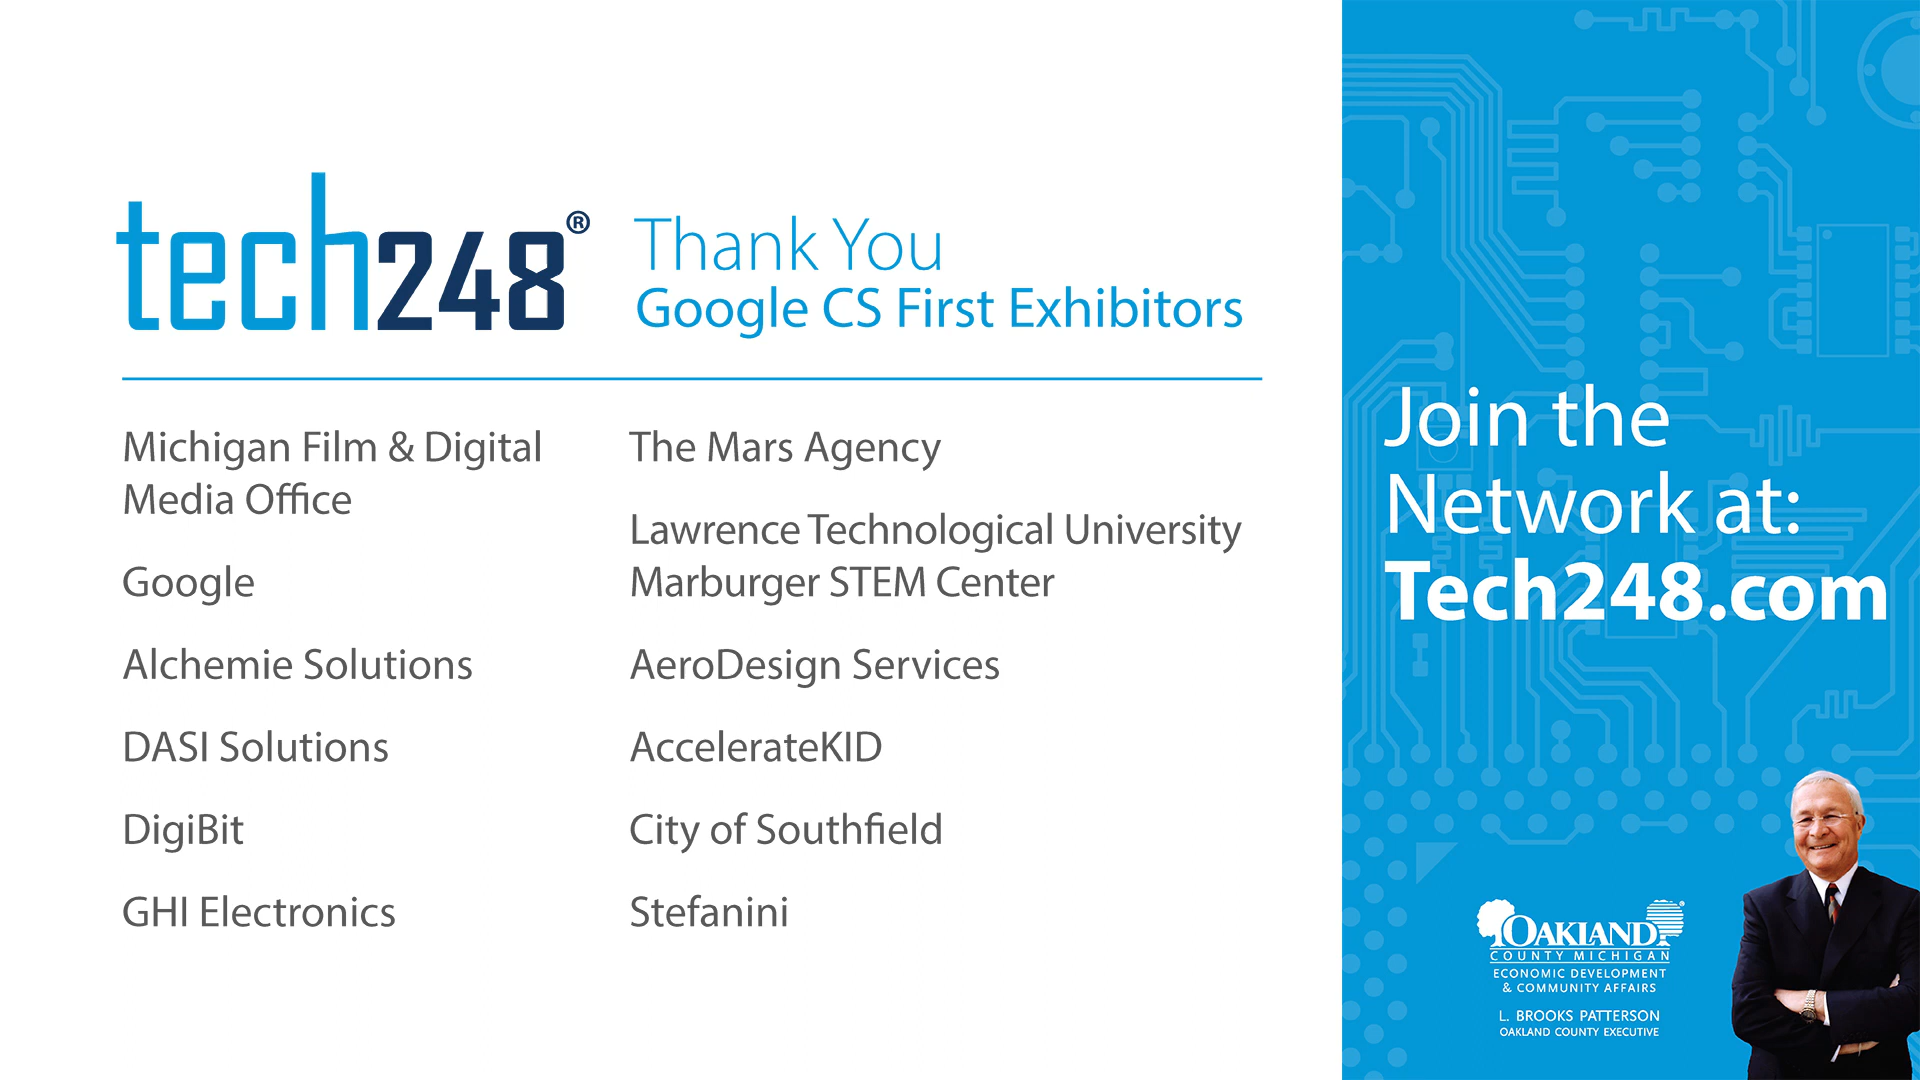 tech248®
Thank You
Google CS First Exhibitors
Michigan Film & Digital
Media Office
Google
Alchemie Solutions
DASI Solutions
DigiBit
GHI Electronics
The Mars Agency
Lawrence Technological University
Marburger STEM Center
AeroDesign Services
AccelerateKID
City of Southfield
Stefanini
Join the
Network at:
Tech248.com
OAKLAND®
COUNTY MICHIGAN
ECONOMIC DEVELOPMENT
& COMMUNITY AFFAIRS
L. BROOKS PATTERSON
OAKLAND COUNTY EXECUTIVE